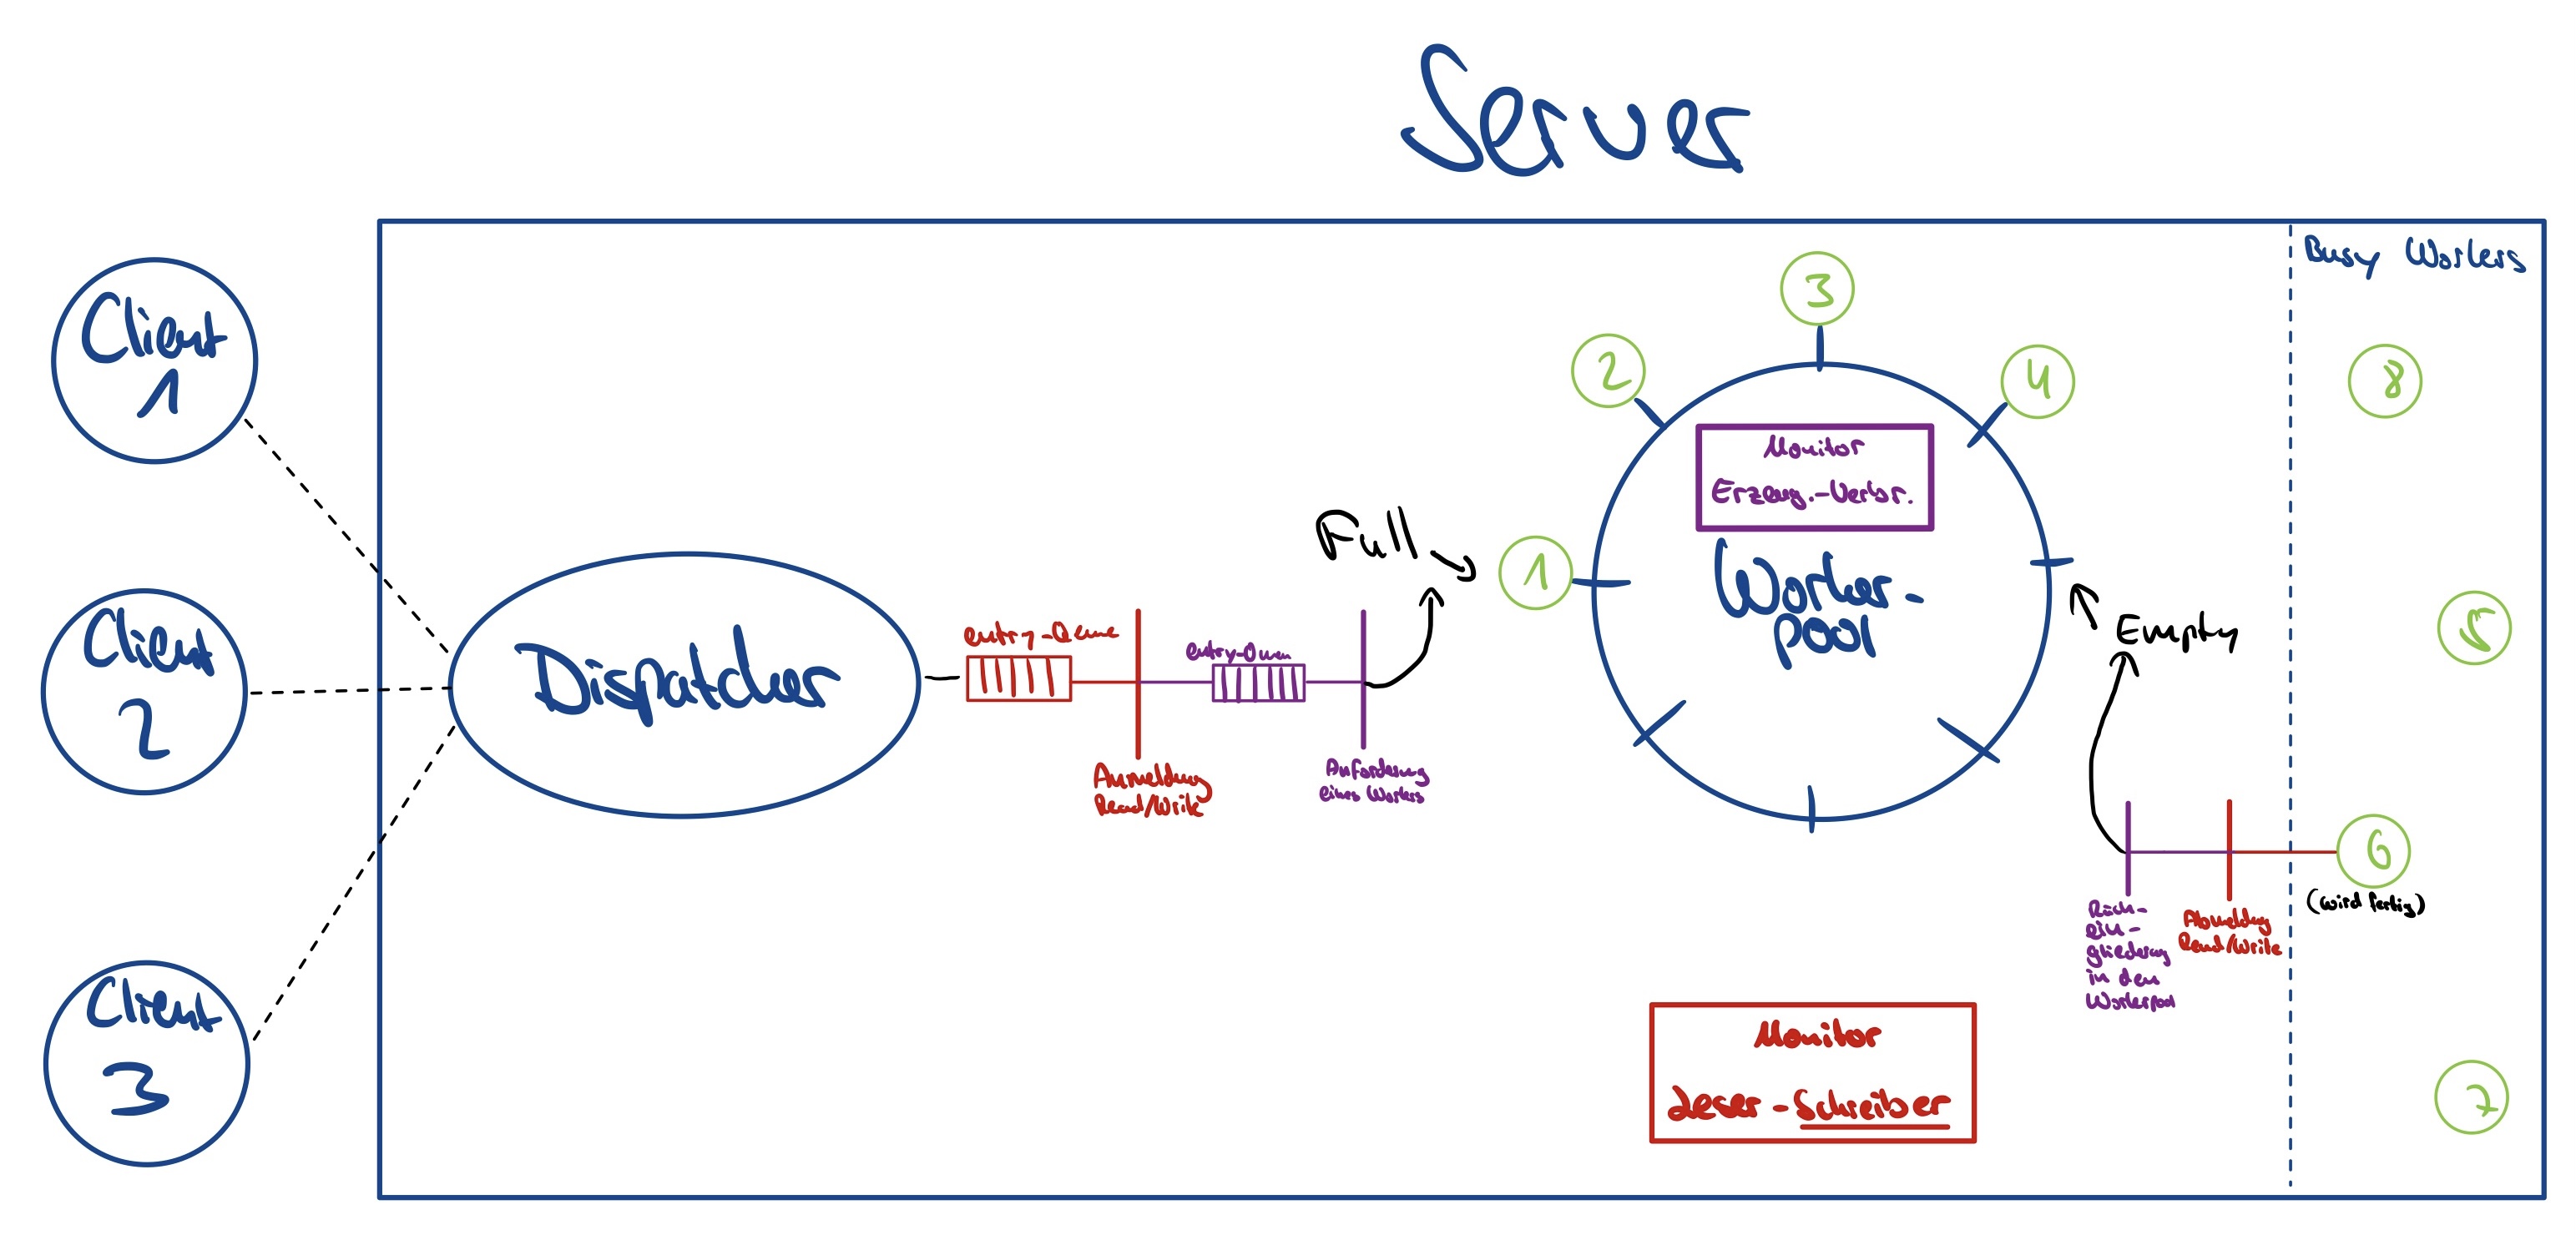 Server
Busy Workers
Client
1
Client
2
Client
3
Dispatcher
entry-Queue
Anmeldung
Read/Write
entry-Queue
Anforderung
eines Workers
Full
1
2
3
4
Monitor
Erzeug.-Verbr.
Worker-
pool
Empty
8
5
6
(wird fertig)
7
Rück-
ein-
gliederung
in den
Workerpool
Abmeldung
Read/Write
Monitor
Leser-Schreiber